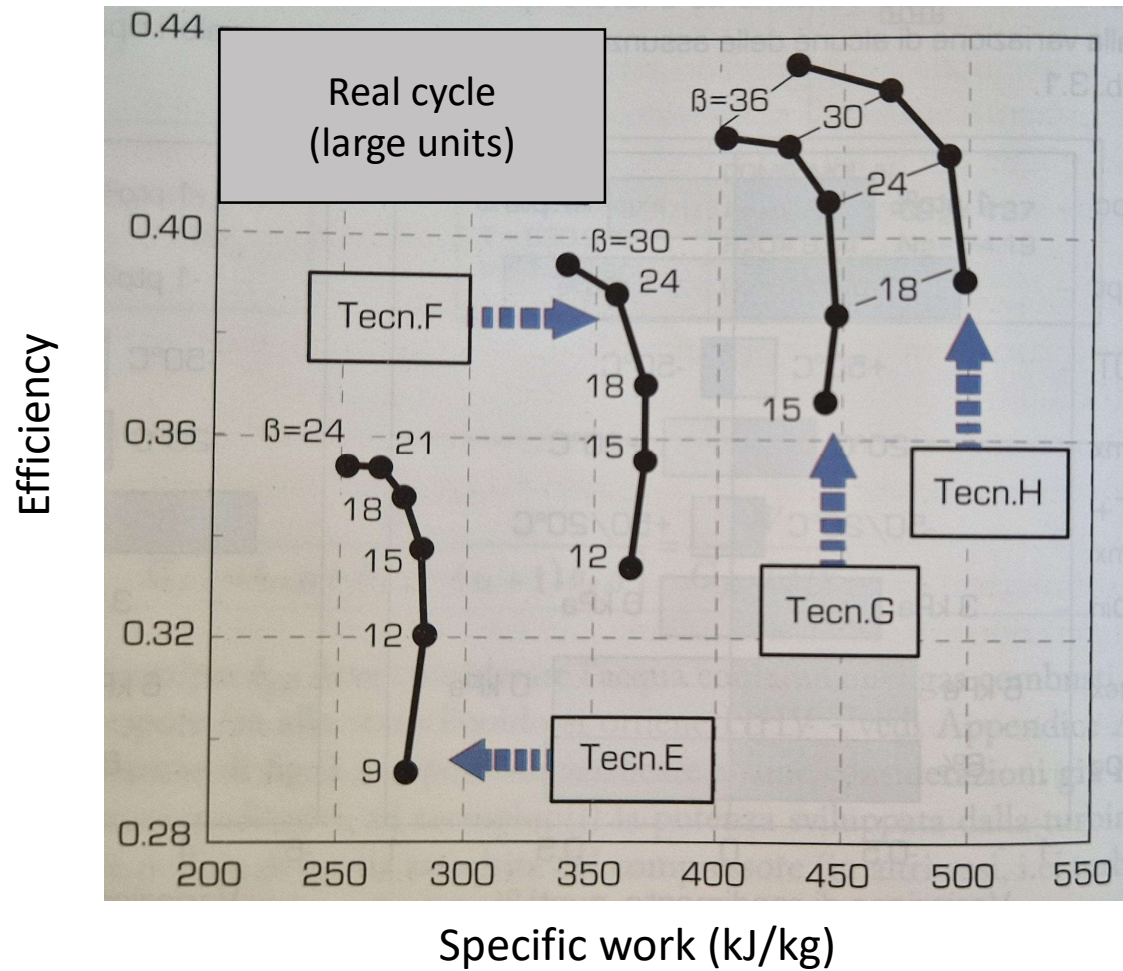 0.44
Real cycle
(large units)
ß=36
30
24
18
15
0.40
ß=30
24
18
15
12
Tecn.F
0.36
ß=24
21
18
15
12
9
Tecn.H
Tecn.G
0.32
Tecn.E
0.28
200 250 300 350 400 450 500 550
Efficiency
Specific work (kJ/kg)